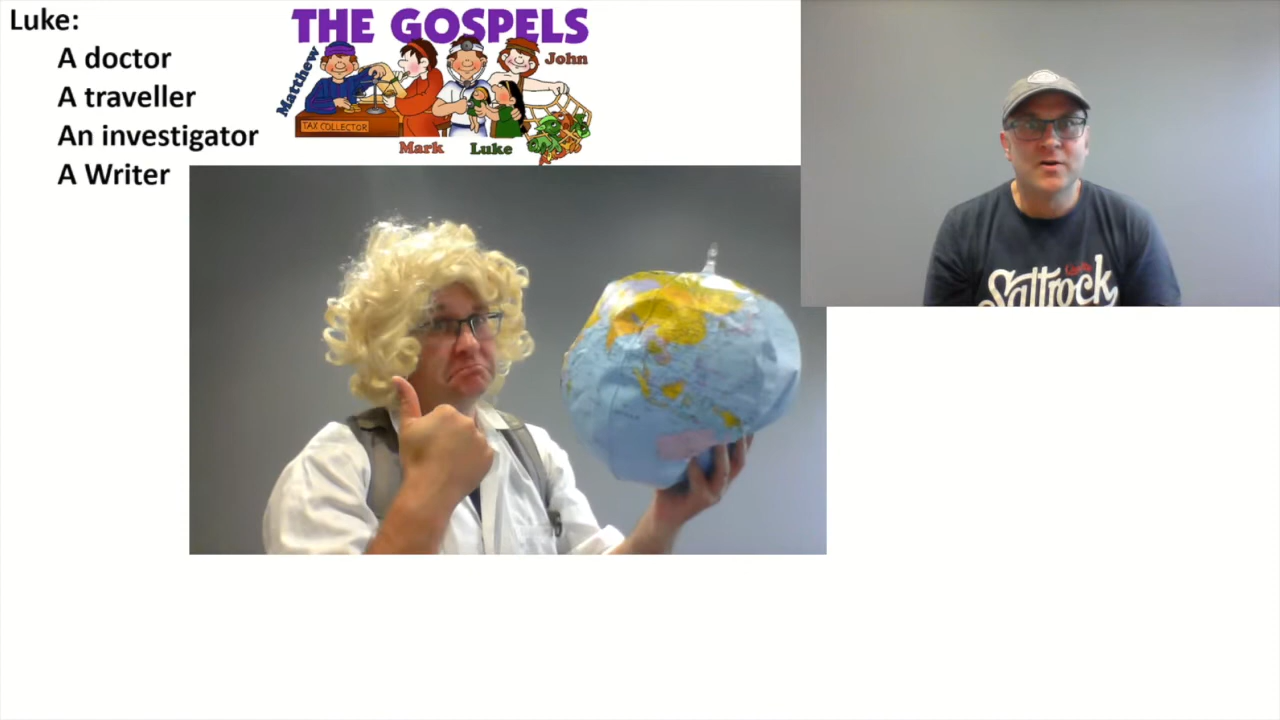 Luke:
A doctor
A traveller
An investigator
A Writer
THE GOSPELS
Matthew
John
TAX COLLECTOR
Mark
Luke
Saltrock